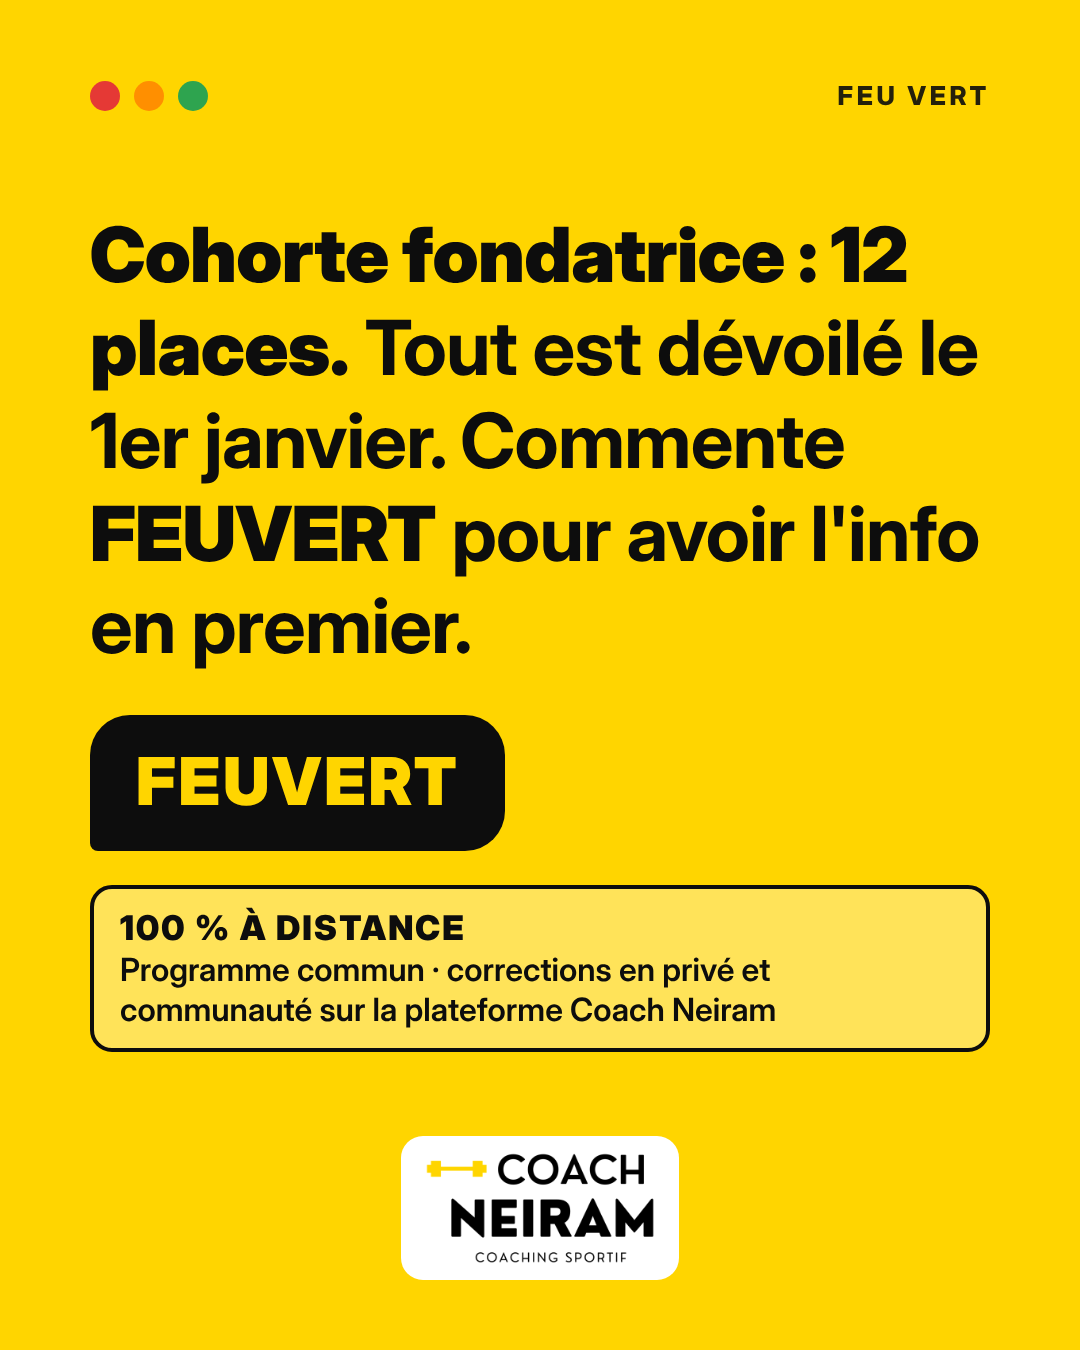 FEU VERT
Cohorte fondatrice : 12
places. Tout est dévoilé le
1er janvier. Commente
FEUVERT pour avoir l'info
en premier.
FEUVERT
100 % À DISTANCE
Programme commun · corrections en privé et
communauté sur la plateforme Coach Neiram
COACH
NEIRAM
COACHING SPORTIF